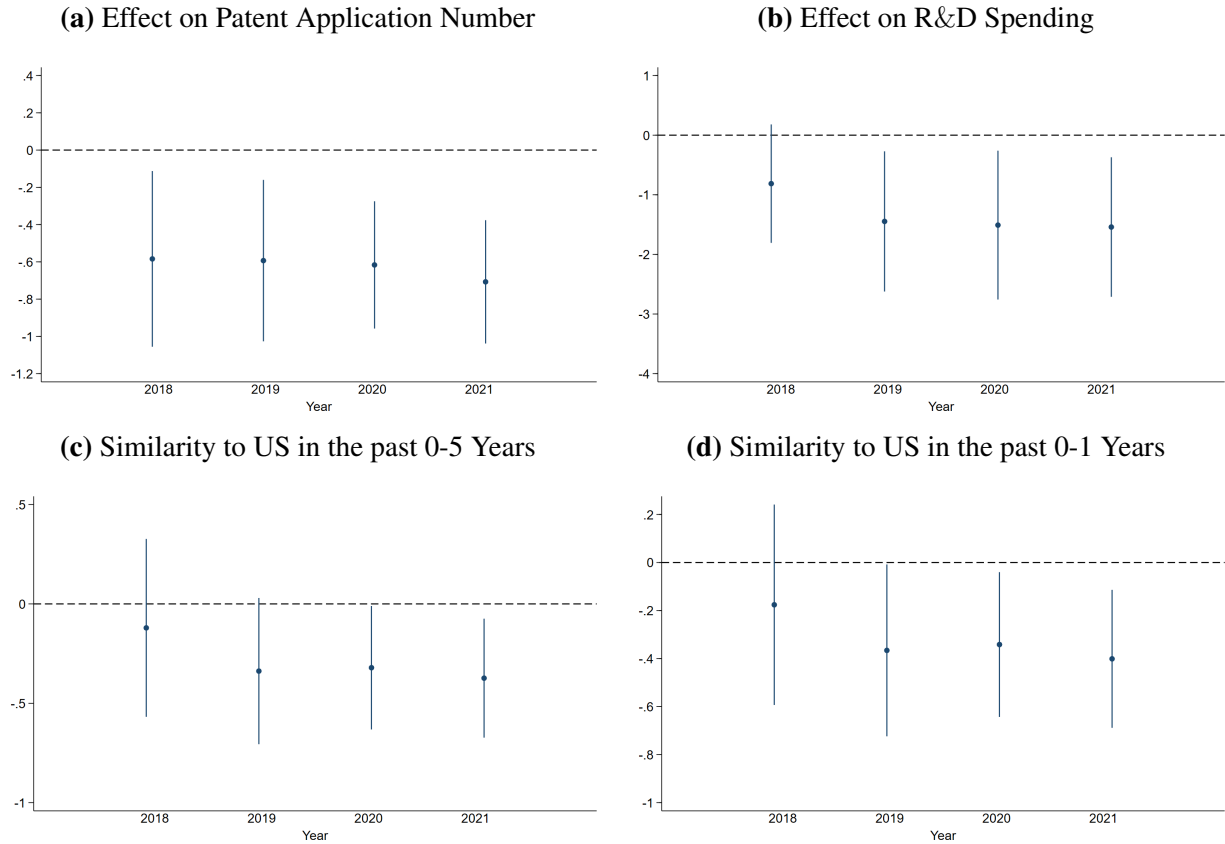 (a) Effect on Patent Application Number
.4
.2
0
-.2
-.4
-.6
-.8
-1
-1.2
2018 2019 2020 2021
Year
(b) Effect on R&D Spending
1
0
-1
-2
-3
-4
2018 2019 2020 2021
Year
(c) Similarity to US in the past 0-5 Years
.5
0
-.5
-1
2018 2019 2020 2021
Year
(d) Similarity to US in the past 0-1 Years
.2
0
-.2
-.4
-.6
-.8
-1
2018 2019 2020 2021
Year